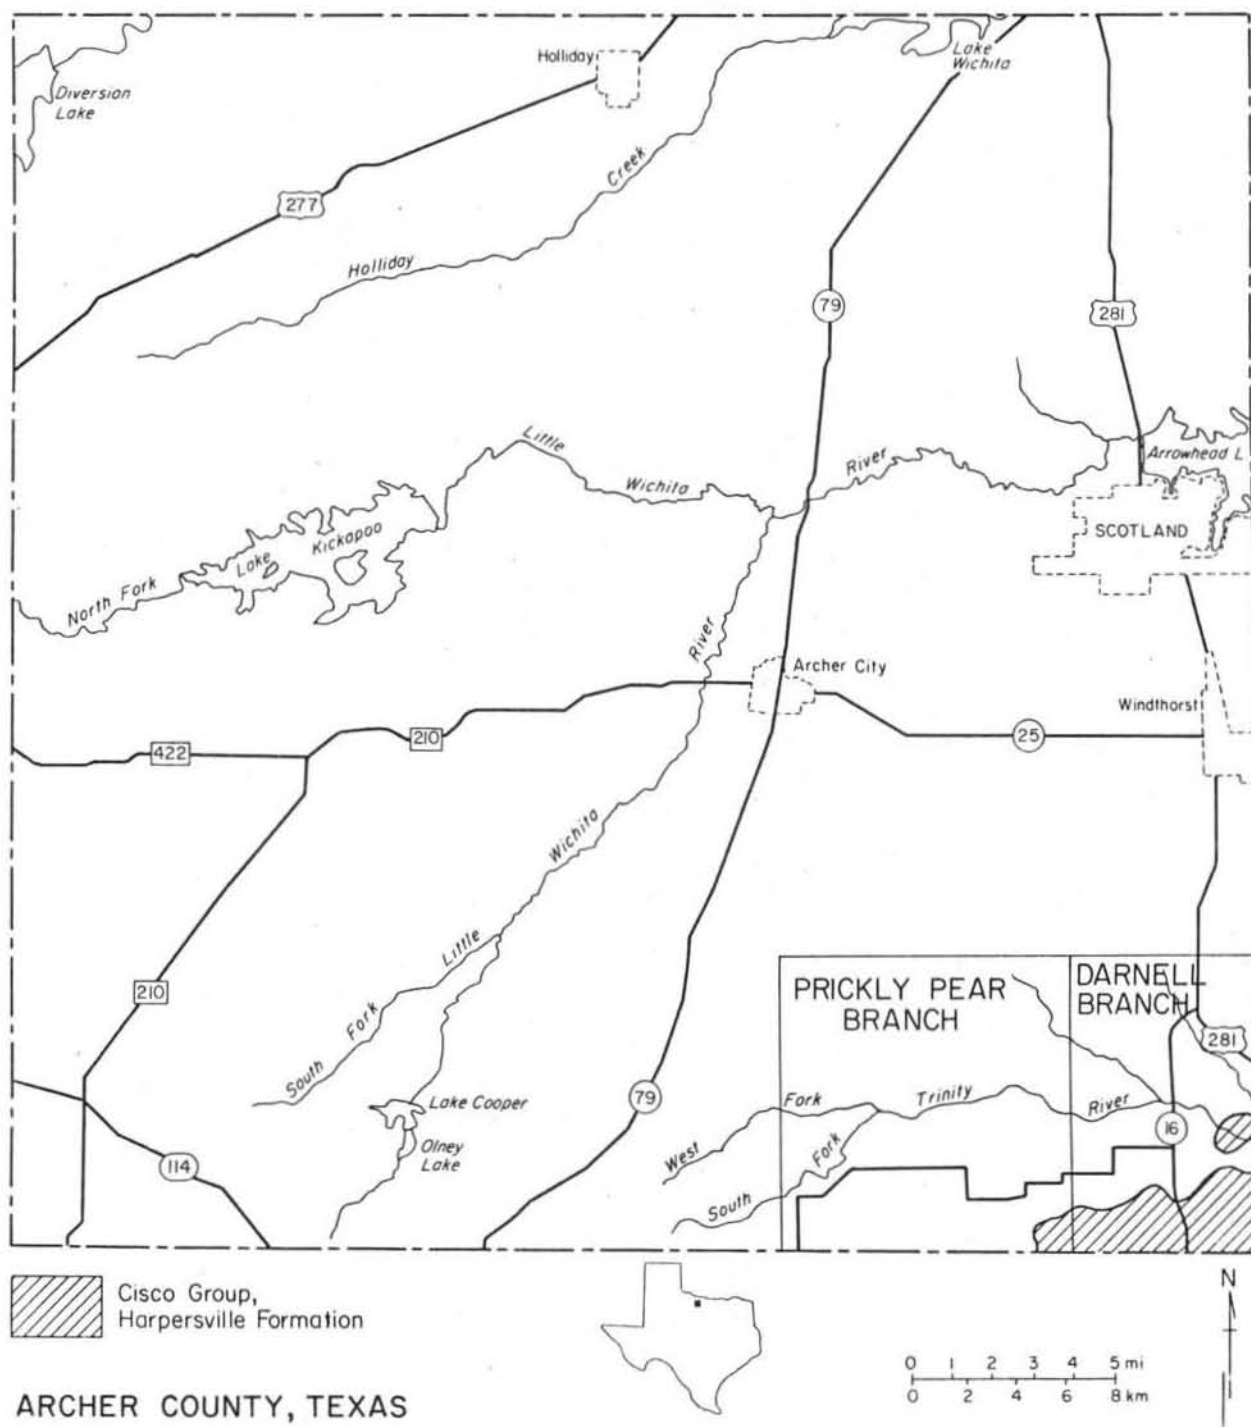 Holliday
Lake
Wichita
Diversion
Lake
Creek
277
Holliday
79
281
Little
River
Arrowhead L
Wichita
SCOTLAND
Kickapoo
Lake
North Fork
River
Archer City
Windthorst
210
25
422
Wichita
Little
210
Fork
South
PRICKLY PEAR
BRANCH
DARNELL
BRANCH
281
79
Lake Cooper
Fork
Trinity
River
16
Olney
Lake
114
West
Fork
South
Cisco Group,
Harpersville Formation
N
0 1 2 3 4 5 mi
0 2 4 6 8 km
ARCHER COUNTY, TEXAS